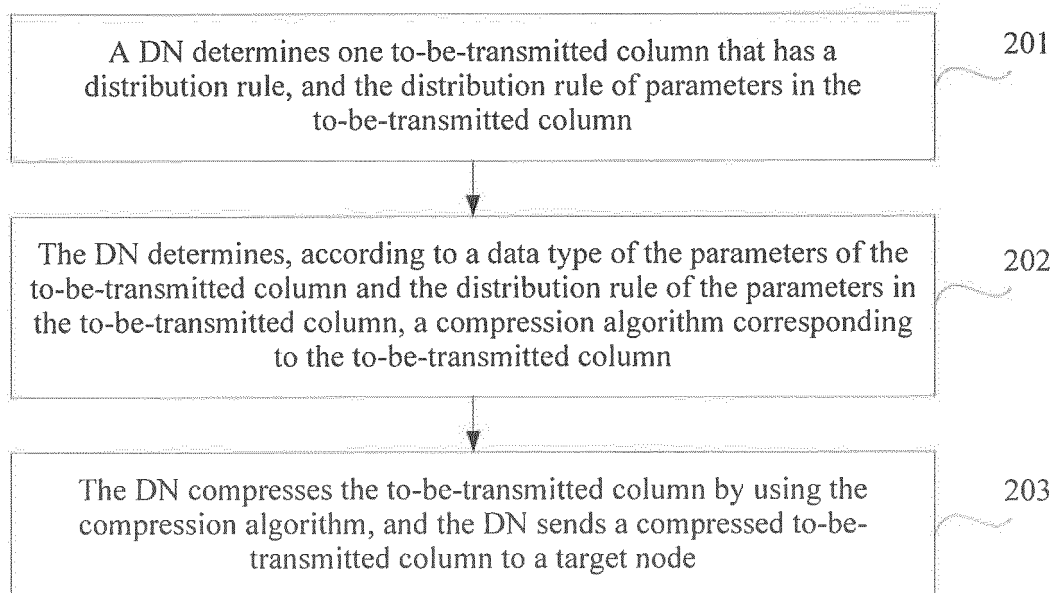 A DN determines one to-be-transmitted column that has a
distribution rule, and the distribution rule of parameters in the
to-be-transmitted column
201
The DN determines, according to a data type of the parameters of the
to-be-transmitted column and the distribution rule of the parameters in
the to-be-transmitted column, a compression algorithm corresponding
to the to-be-transmitted column
202
The DN compresses the to-be-transmitted column by using the
compression algorithm, and the DN sends a compressed to-be-
transmitted column to a target node
203